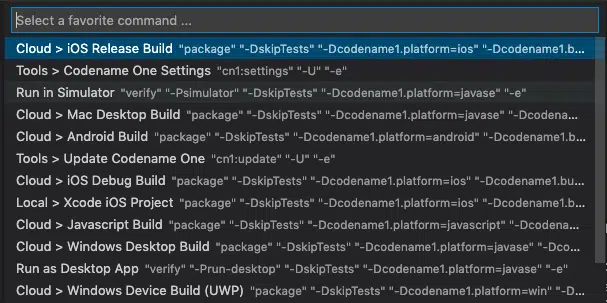 Select a favorite command ...
Cloud > iOS Release Build "package" "-DskipTests" "-Dcodename1.platform=ios" "-Dcodename1.b...
Tools > Codename One Settings "cn1:settings" "-U" "-e"
Run in Simulator "verify" "-Psimulator" "-DskipTests" "-Dcodename1.platform=javase" "-e"
Cloud > Mac Desktop Build "package" "-DskipTests" "-Dcodename1.platform=javase" "-Dcodena...
Cloud > Android Build "package" "-DskipTests" "-Dcodename1.platform=android" "-Dcodename1...
Tools > Update Codename One "cn1:update" "-U" "-e"
Cloud > iOS Debug Build "package" "-DskipTests" "-Dcodename1.platform=ios" "-Dcodename1.bu...
Local > Xcode iOS Project "package" "-DskipTests" "-Dcodename1.platform=ios" "-Dcodename1.b...
Cloud > Javascript Build "package" "-DskipTests" "-Dcodename1.platform=javascript" "-Dcodena...
Cloud > Windows Desktop Build "package" "-DskipTests" "-Dcodename1.platform=javase" "-Dco...
Run as Desktop App "verify" "-Prun-desktop" "-DskipTests" "-Dcodename1.platform=javase" "-e"
Cloud > Windows Device Build (UWP) "package" "-DskipTests" "-Dcodename1.platform=win" "-D...